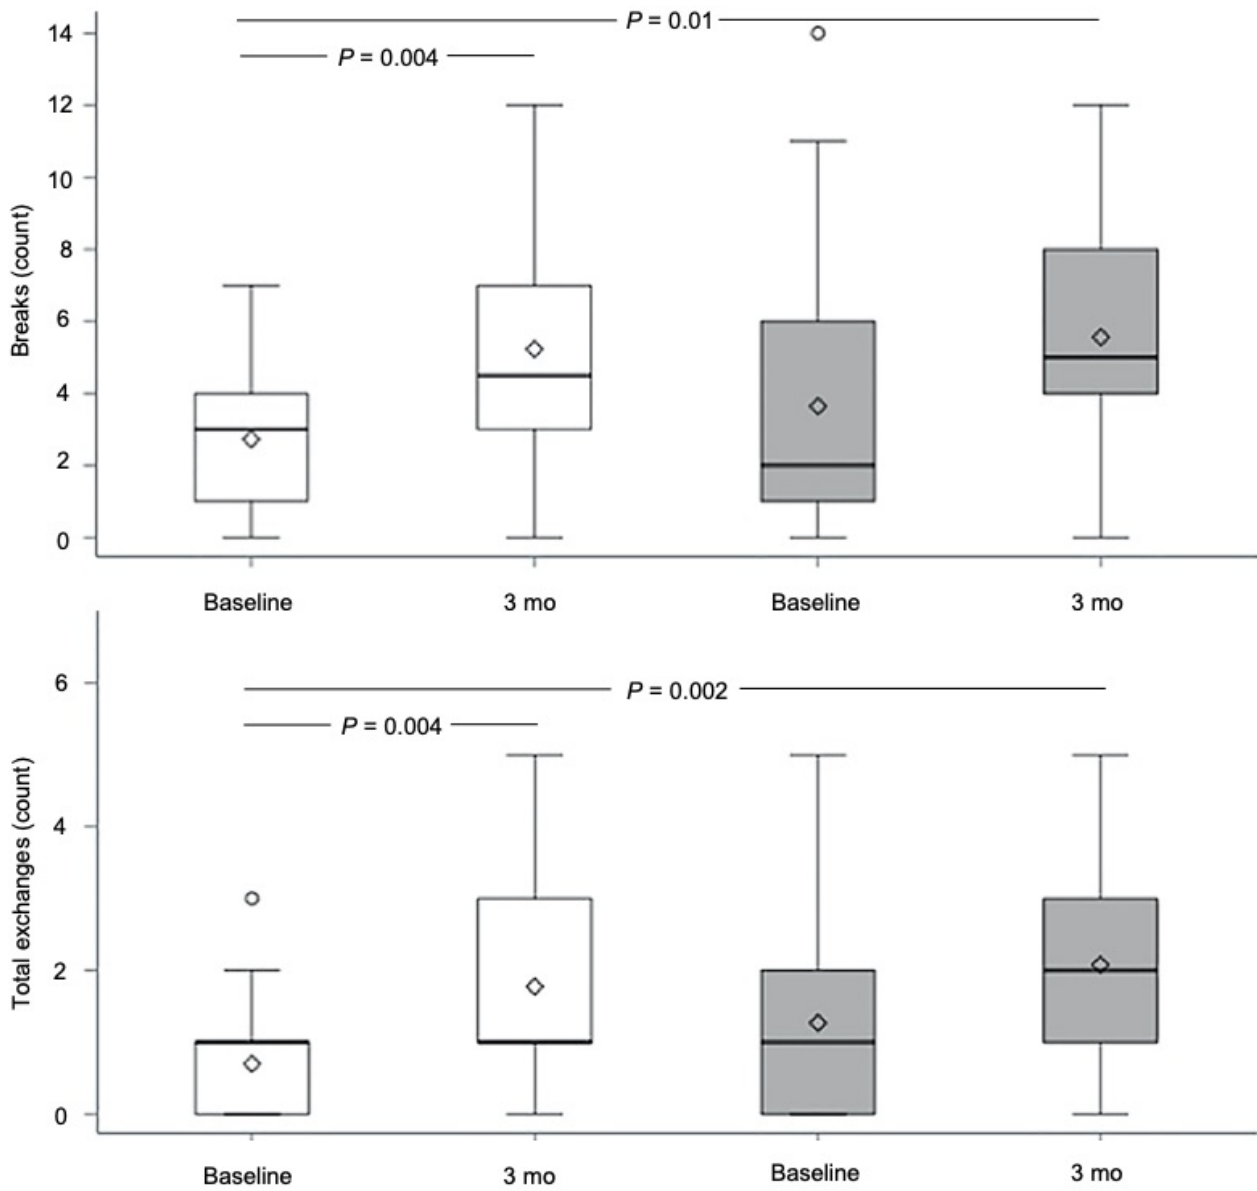 P = 0.01
14
P = 0.004
12
10
8
6
4
2
0
Breaks (count)
Baseline 3 mo Baseline 3 mo
6
P = 0.002
P = 0.004
4
2
0
Total exchanges (count)
Baseline 3 mo Baseline 3 mo